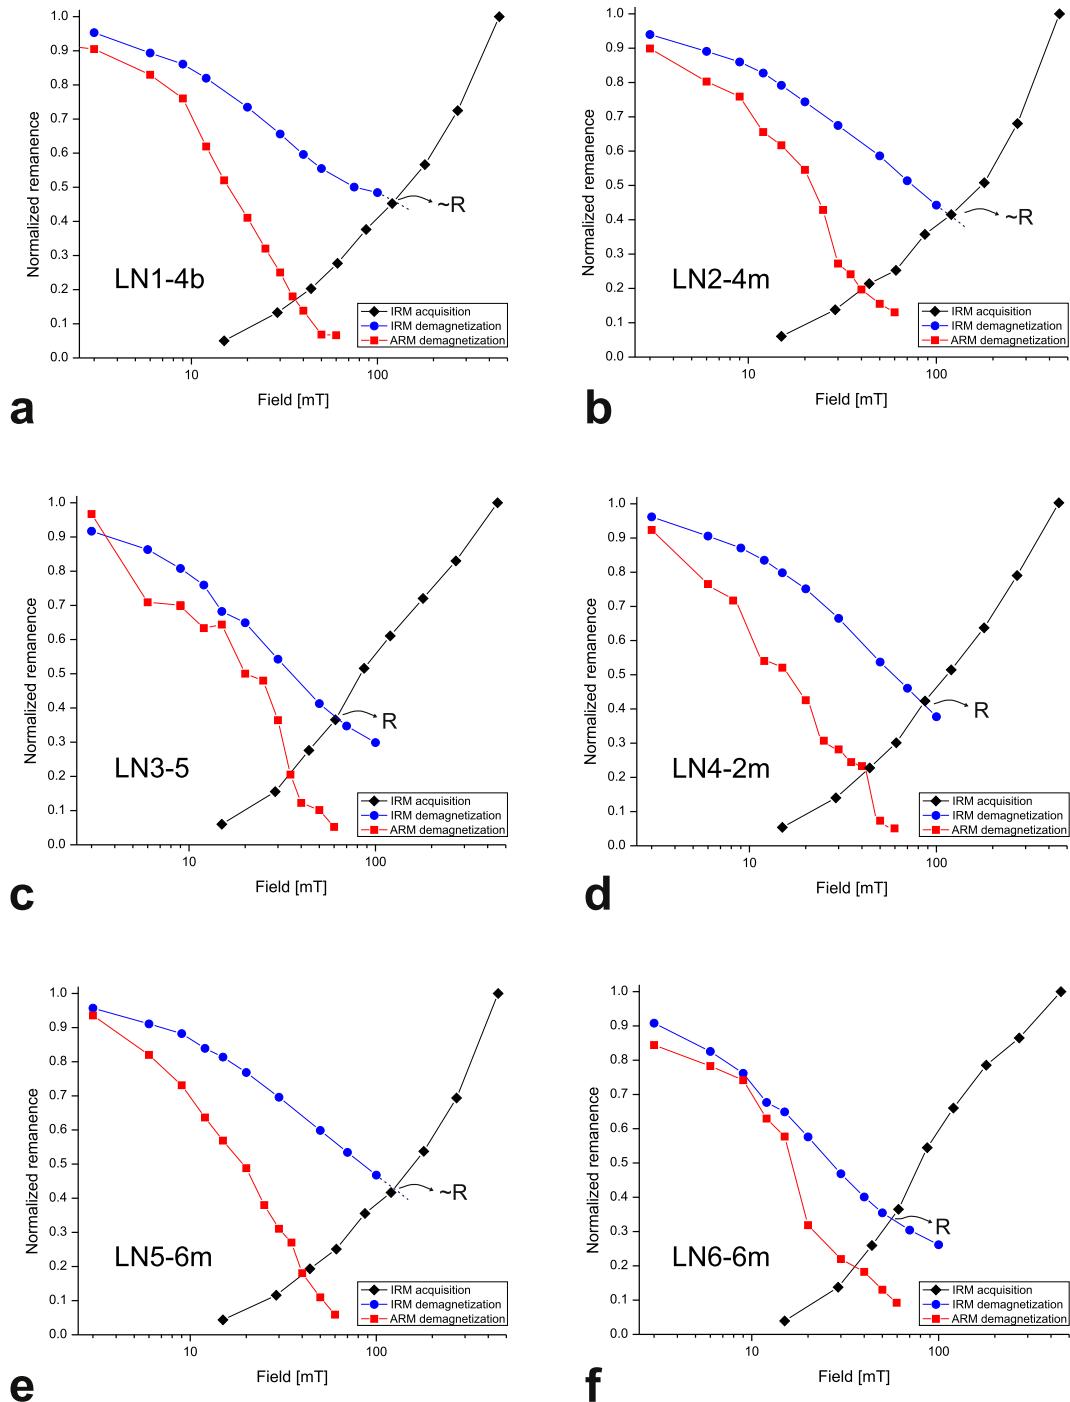 1.0
0.9
0.8
0.7
0.6
0.5
0.4
0.3
0.2
0.1
0.0
Normalized remanence
~R
LN1-4b
IRM acquisition
IRM demagnetization
ARM demagnetization
10 100
Field [mT]
a
1.0
0.9
0.8
0.7
0.6
0.5
0.4
0.3
0.2
0.1
0.0
Normalized remanence
~R
LN2-4m
IRM acquisition
IRM demagnetization
ARM demagnetization
10 100
Field [mT]
b
1.0
0.9
0.8
0.7
0.6
0.5
0.4
0.3
0.2
0.1
0.0
Normalized remanence
R
LN3-5
IRM acquisition
IRM demagnetization
ARM demagnetization
10 100
Field [mT]
c
1.0
0.9
0.8
0.7
0.6
0.5
0.4
0.3
0.2
0.1
0.0
Normalized remanence
R
LN4-2m
IRM acquisition
IRM demagnetization
ARM demagnetization
10 100
Field [mT]
d
1.0
0.9
0.8
0.7
0.6
0.5
0.4
0.3
0.2
0.1
0.0
Normalized remanence
~R
LN5-6m
IRM acquisition
IRM demagnetization
ARM demagnetization
10 100
Field [mT]
e
1.0
0.9
0.8
0.7
0.6
0.5
0.4
0.3
0.2
0.1
0.0
Normalized remanence
R
LN6-6m
IRM acquisition
IRM demagnetization
ARM demagnetization
10 100
Field [mT]
f